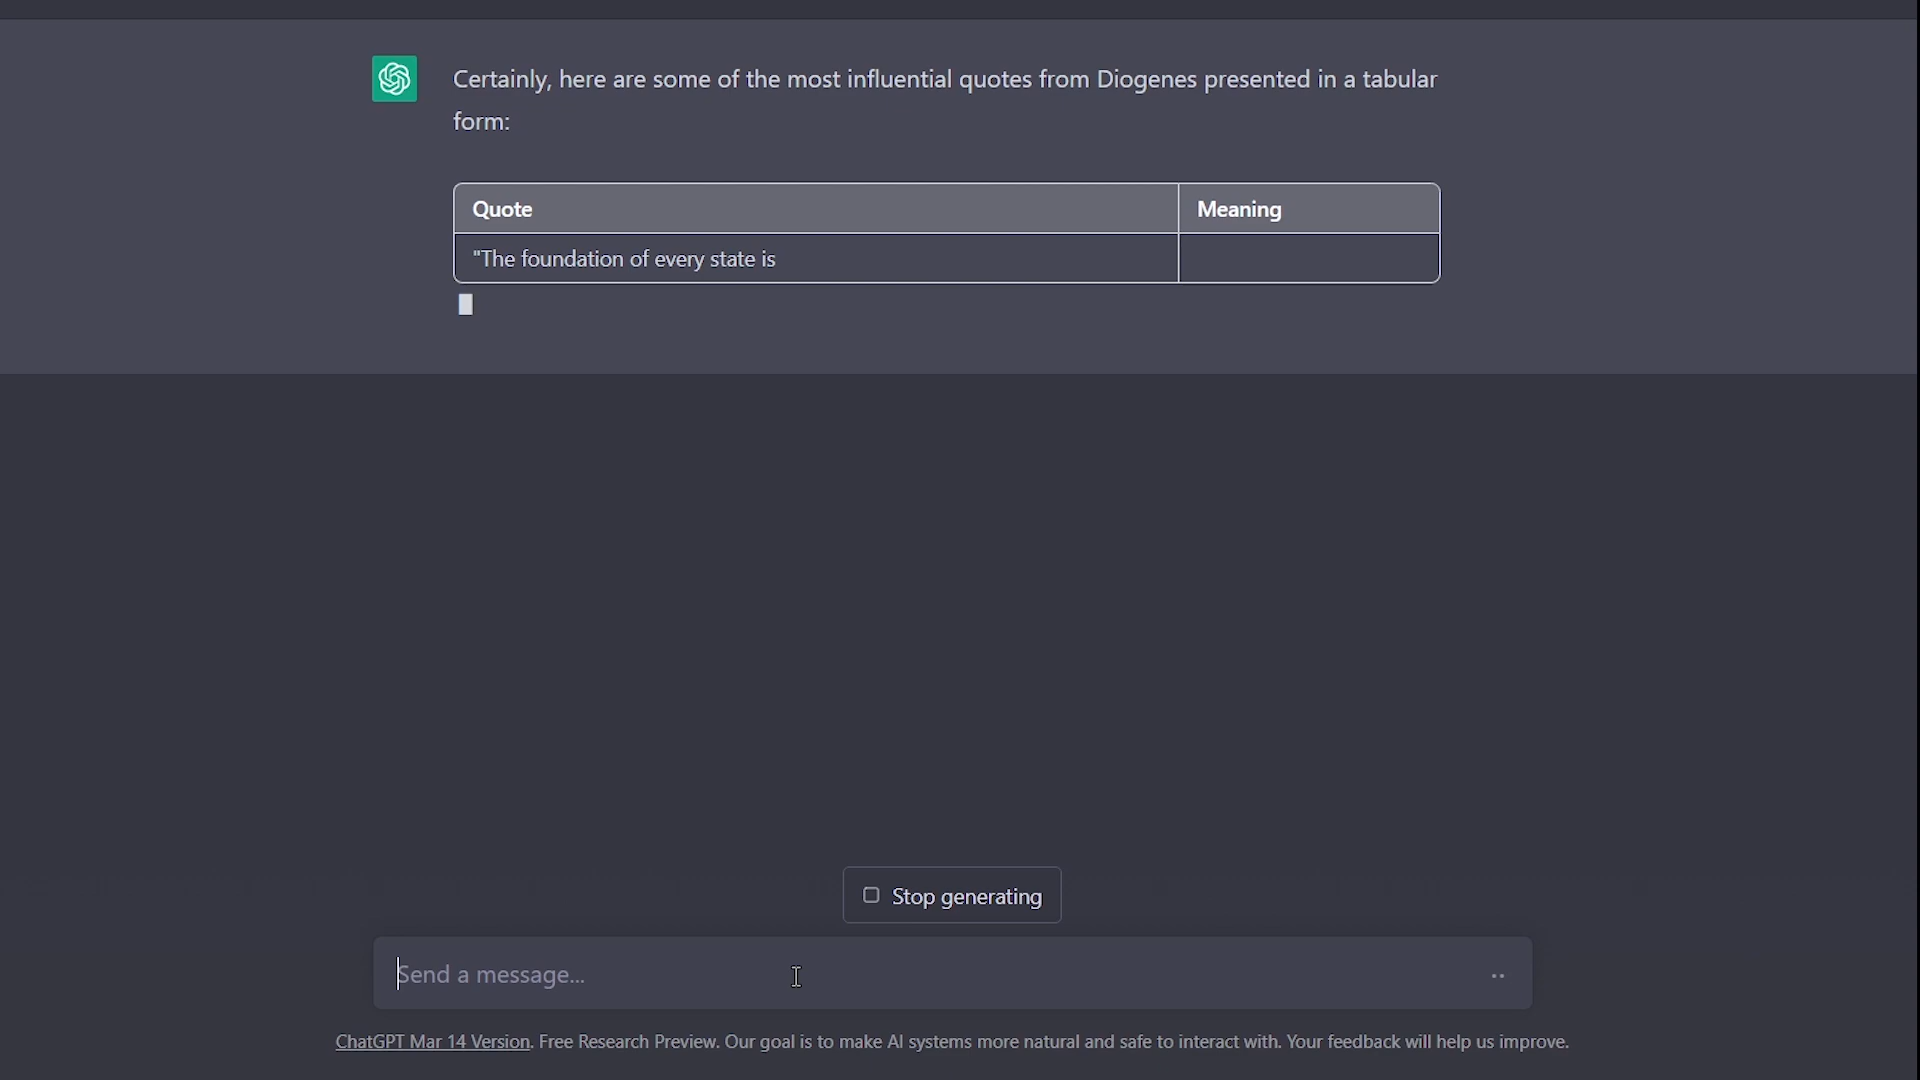 Certainly, here are some of the most influential quotes from Diogenes presented in a tabular
form:
Quote Meaning
"The foundation of every state is
Stop generating
Send a message...
ChatGPT Mar 14 Version. Free Research Preview. Our goal is to make AI systems more natural and safe to interact with. Your feedback will help us improve.